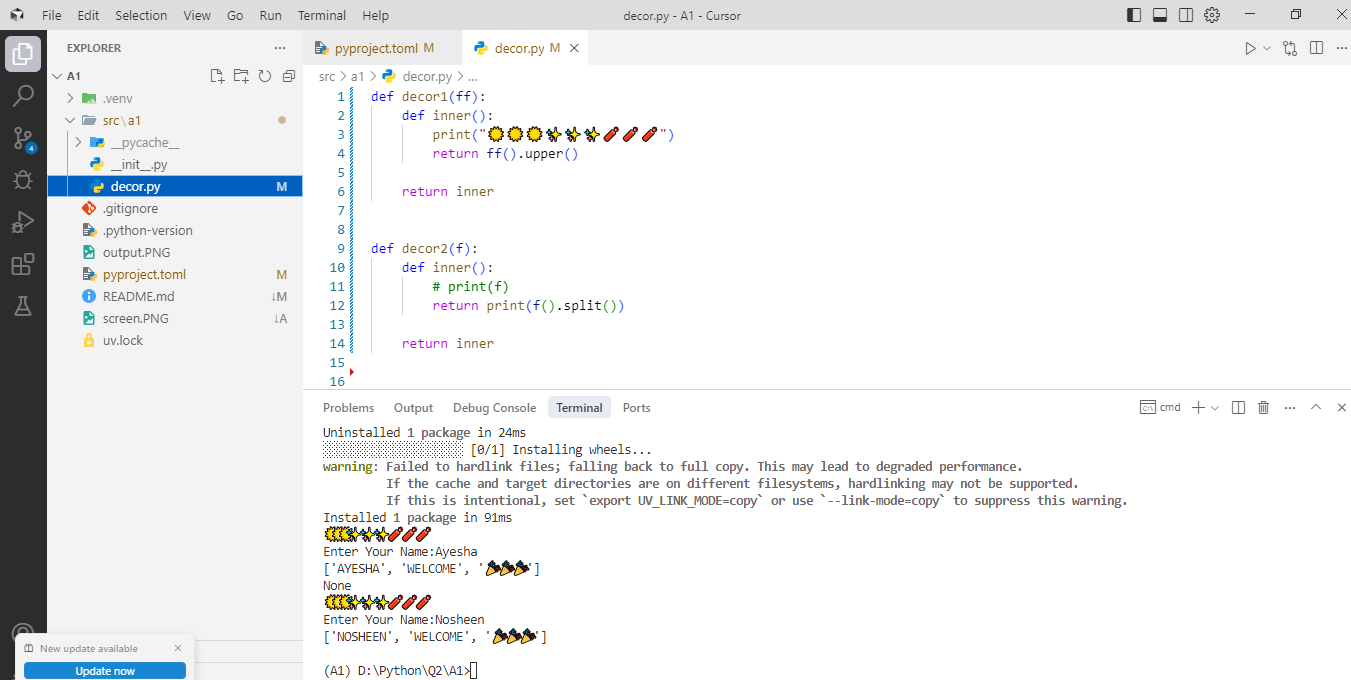 File Edit Selection View Go Run Terminal Help decor.py - A1 - Cursor
EXPLORER
A1
.venv
src\a1
__pycache__
__init__.py
decor.py M
.gitignore
.python-version
output.PNG
pyproject.toml M
README.md ↓M
screen.PNG ↓A
uv.lock
4
New update available
Update now
pyproject.toml M decor.py M
src > a1 > decor.py > ...
1 def decor1(ff):
2 def inner():
3 print("🌟🌟🌟✨✨✨🧨🧨🧨")
4 return ff().upper()
5
6 return inner
7
8
9 def decor2(f):
10 def inner():
11 # print(f)
12 return print(f().split())
13
14 return inner
15
16
Problems Output Debug Console Terminal Ports
cmd
Uninstalled 1 package in 24ms
░░░░░░░░░░░░░░░░░░░░ [0/1] Installing wheels...
warning: Failed to hardlink files; falling back to full copy. This may lead to degraded performance.
If the cache and target directories are on different filesystems, hardlinking may not be supported.
If this is intentional, set `export UV_LINK_MODE=copy` or use `--link-mode=copy` to suppress this warning.
Installed 1 package in 91ms
Enter Your Name:Ayesha
['AYESHA', 'WELCOME', '🎉🎉🎉']
None
Enter Your Name:Nosheen
['NOSHEEN', 'WELCOME', '🎉🎉🎉']
(A1) D:\Python\Q2\A1>